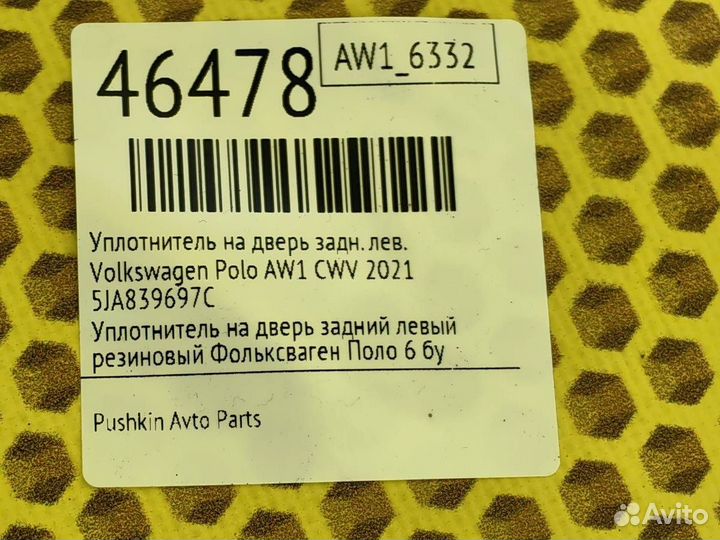 46478
AW1_6332
Уплотнитель на дверь задн. лев.
Volkswagen Polo AW1 CWV 2021
5JA839697C
Уплотнитель на дверь задний левый
резиновый Фольксваген Поло 6 бу
Pushkin Avto Parts
Avito